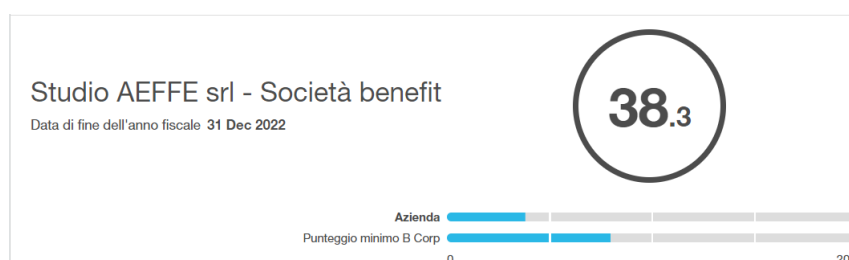 Studio AEFFE srl - Società benefit
Data di fine dell'anno fiscale 31 Dec 2022
38.3
Azienda
Punteggio minimo B Corp
0